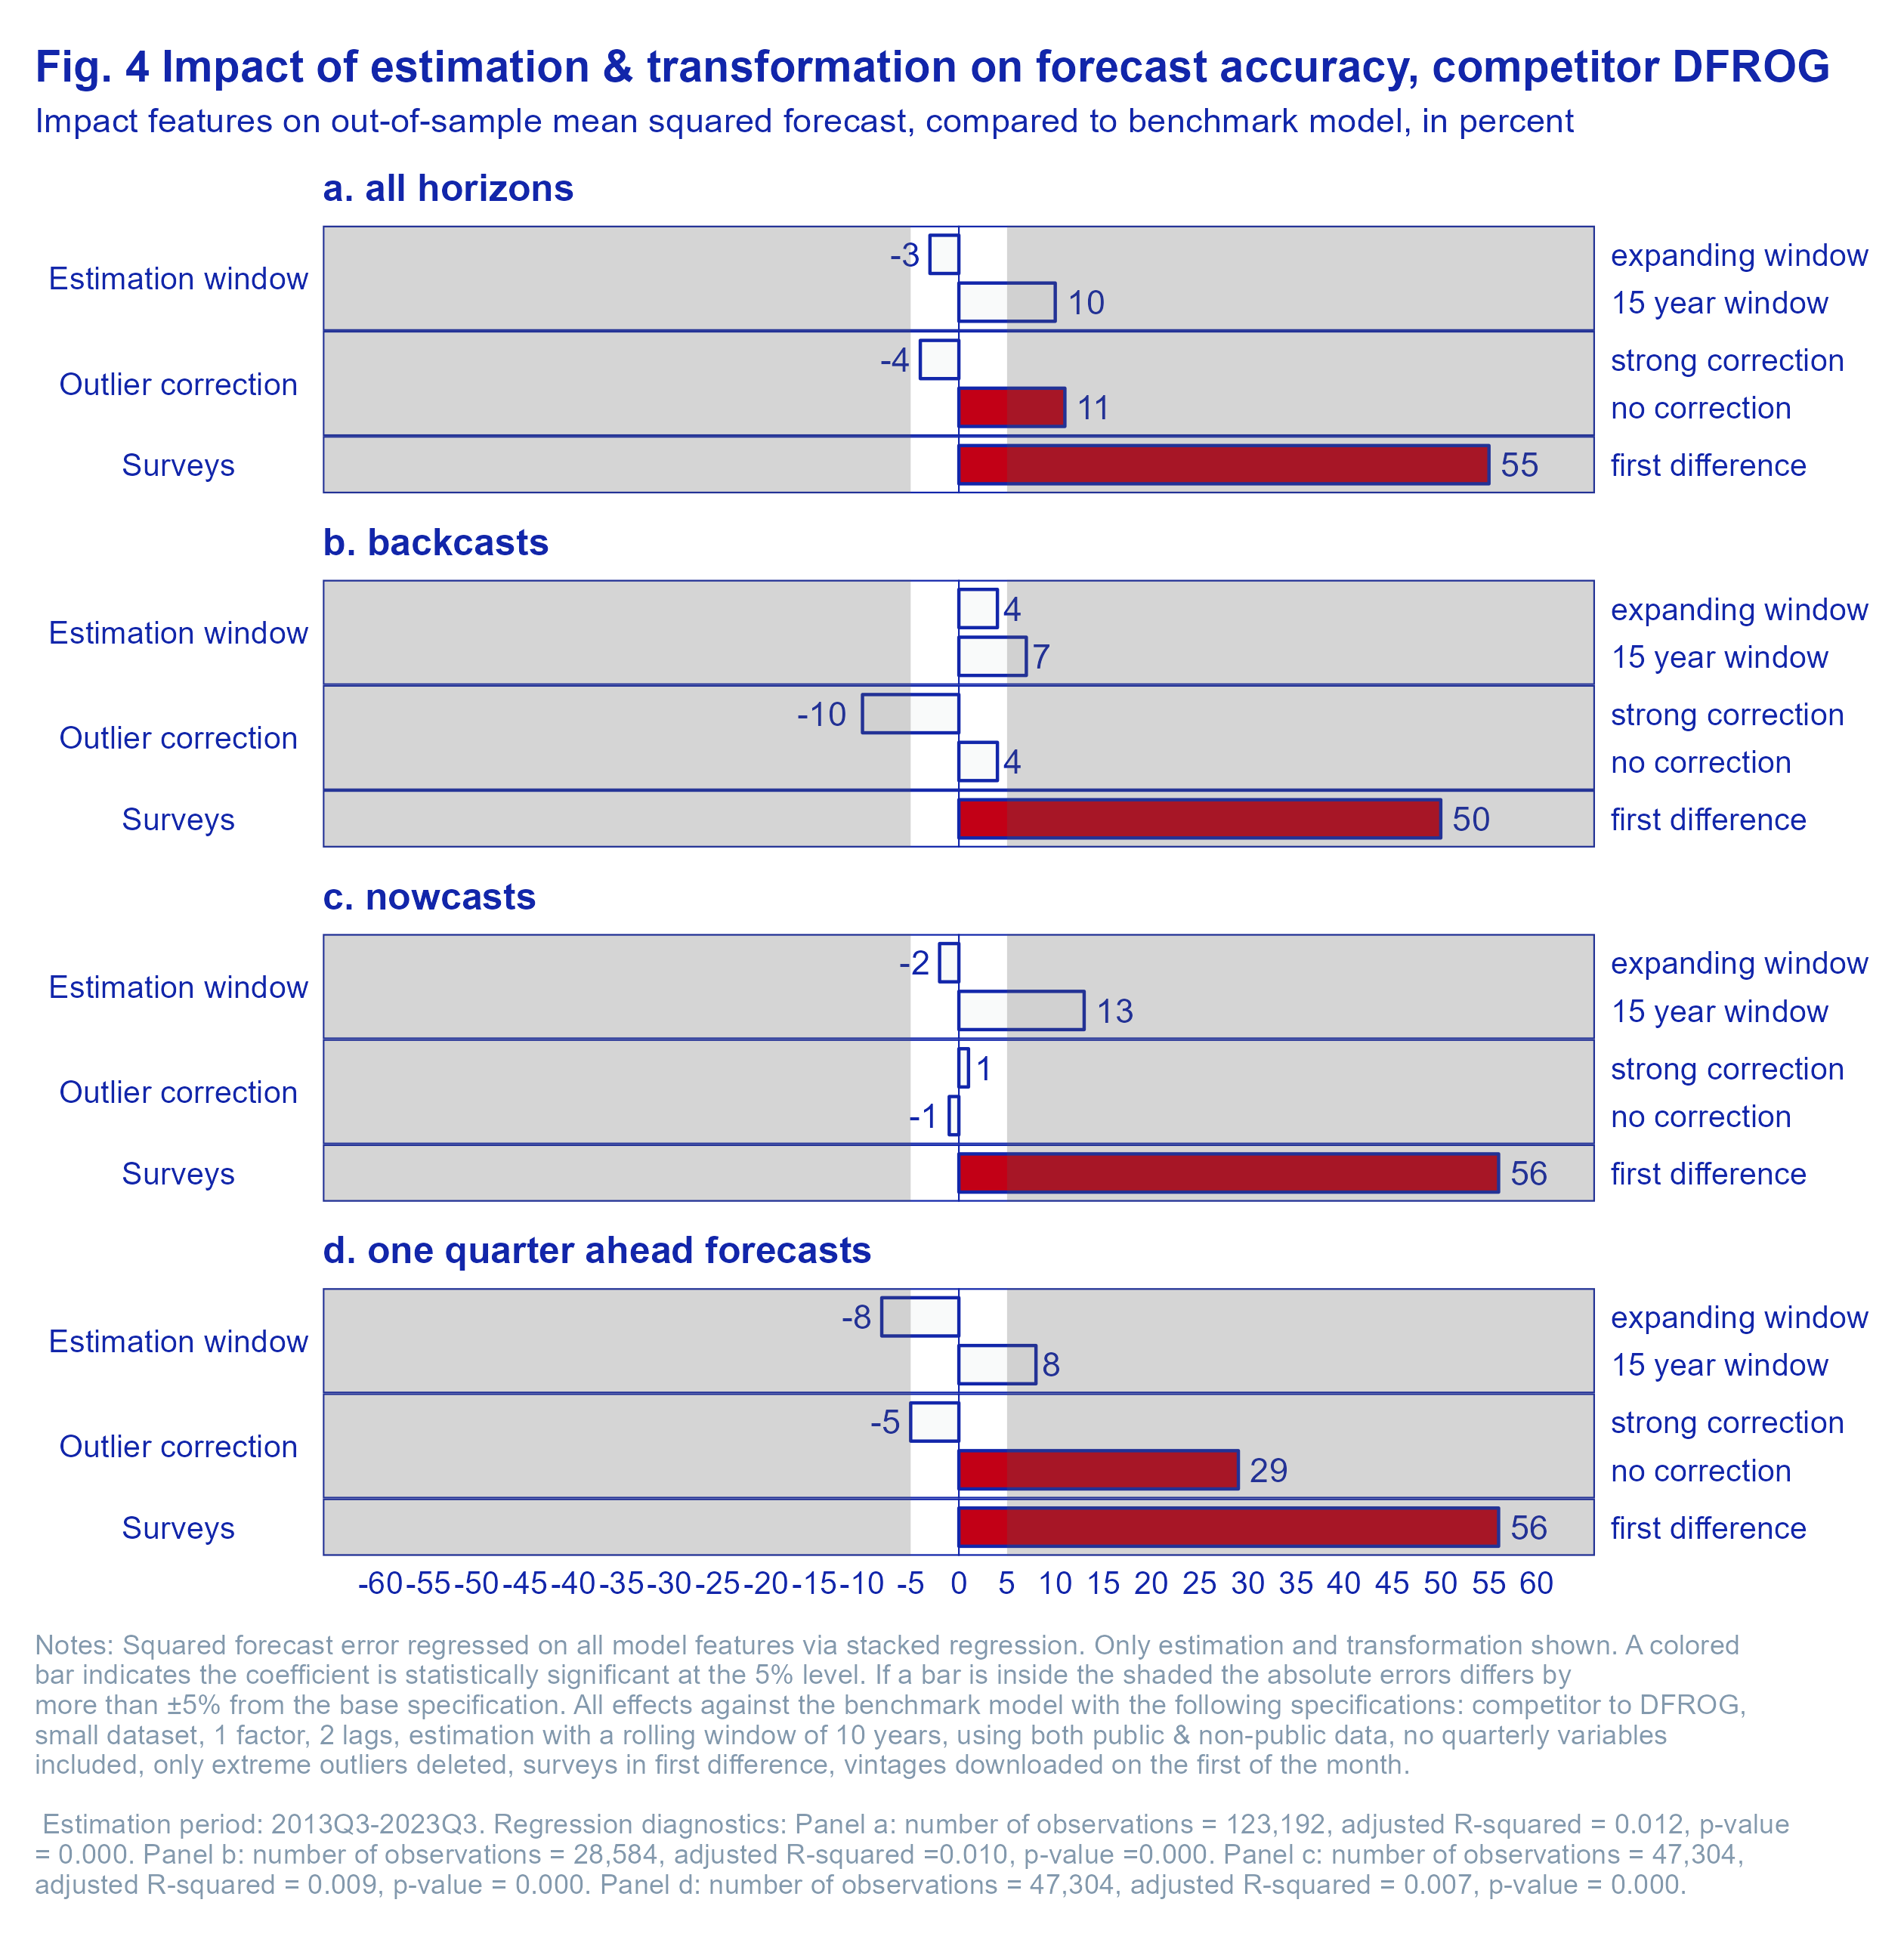 Fig. 4 Impact of estimation & transformation on forecast accuracy, competitor DFROG
Impact features on out-of-sample mean squared forecast, compared to benchmark model, in percent
a. all horizons
Estimation window
-3
expanding window
10
15 year window
Outlier correction
-4
strong correction
11
no correction
Surveys
55
first difference
b. backcasts
Estimation window
4
expanding window
7
15 year window
Outlier correction
-10
strong correction
4
no correction
Surveys
50
first difference
c. nowcasts
Estimation window
-2
expanding window
13
15 year window
Outlier correction
1
strong correction
-1
no correction
Surveys
56
first difference
d. one quarter ahead forecasts
Estimation window
-8
expanding window
8
15 year window
Outlier correction
-5
strong correction
29
no correction
Surveys
56
first difference
-60 -55 -50 -45 -40 -35 -30 -25 -20 -15 -10 -5 0 5 10 15 20 25 30 35 40 45 50 55 60
Notes: Squared forecast error regressed on all model features via stacked regression. Only estimation and transformation shown. A colored
bar indicates the coefficient is statistically significant at the 5% level. If a bar is inside the shaded the absolute errors differs by
more than ±5% from the base specification. All effects against the benchmark model with the following specifications: competitor to DFROG,
small dataset, 1 factor, 2 lags, estimation with a rolling window of 10 years, using both public & non-public data, no quarterly variables
included, only extreme outliers deleted, surveys in first difference, vintages downloaded on the first of the month.
Estimation period: 2013Q3-2023Q3. Regression diagnostics: Panel a: number of observations = 123,192, adjusted R-squared = 0.012, p-value
= 0.000. Panel b: number of observations = 28,584, adjusted R-squared =0.010, p-value =0.000. Panel c: number of observations = 47,304,
adjusted R-squared = 0.009, p-value = 0.000. Panel d: number of observations = 47,304, adjusted R-squared = 0.007, p-value = 0.000.